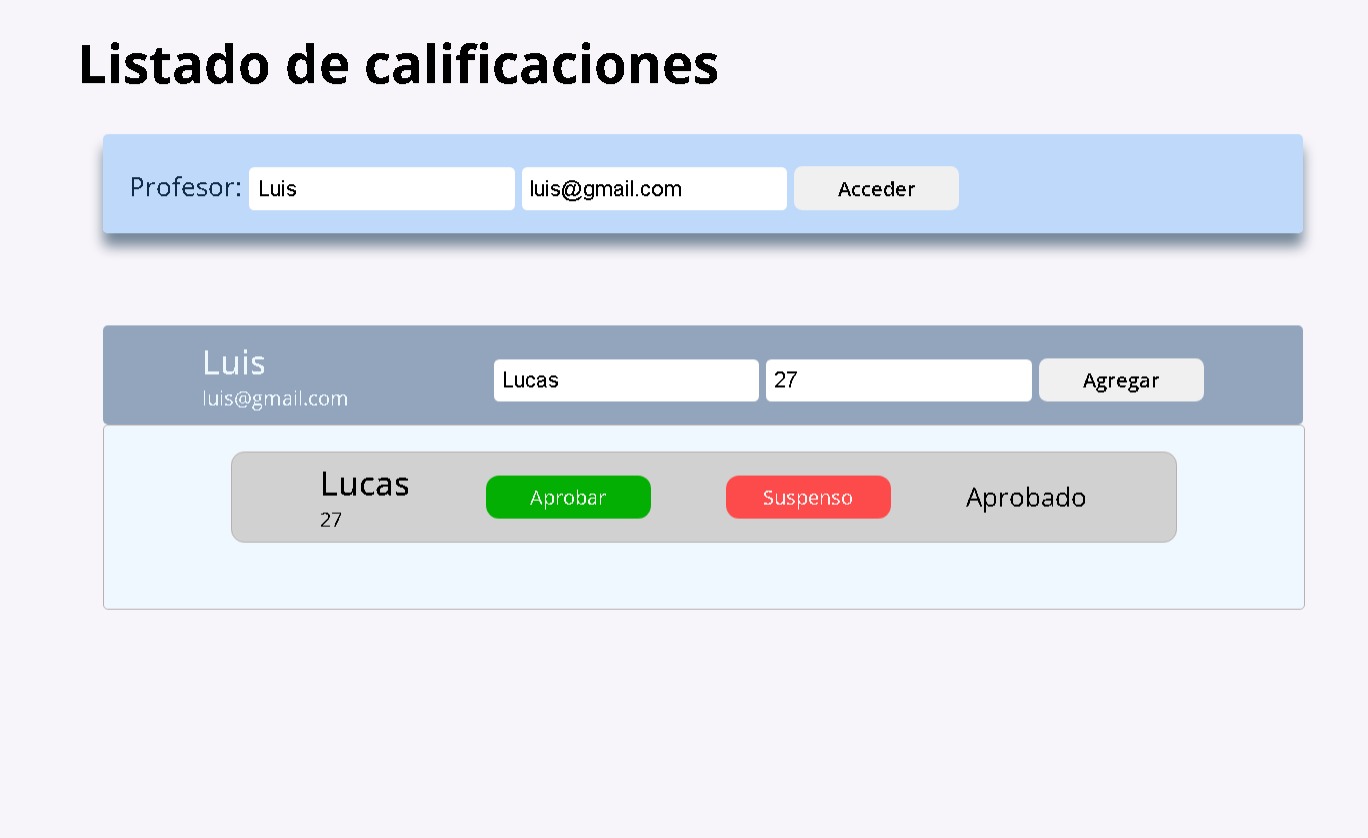 Listado de calificaciones
Profesor: Luis luis@gmail.com Acceder
Luis
luis@gmail.com
Lucas 27 Agregar
Lucas
27
Aprobar Suspenso Aprobado